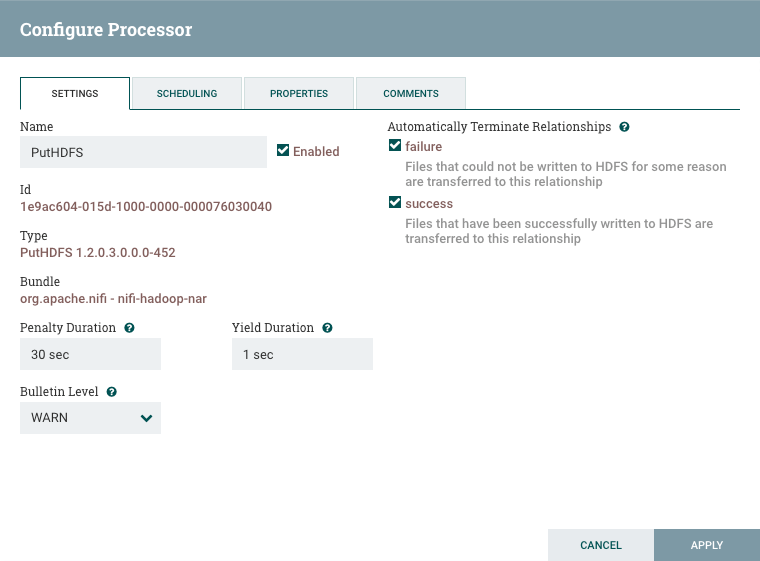 Configure Processor
SETTINGS
SCHEDULING
PROPERTIES
COMMENTS
Name
PutHDFS
Enabled
Id
1e9ac604-015d-1000-0000-000076030040
Type
PutHDFS 1.2.0.3.0.0.0-452
Bundle
org.apache.nifi - nifi-hadoop-nar
Penalty Duration ?
30 sec
Yield Duration ?
1 sec
Bulletin Level ?
WARN
Automatically Terminate Relationships ?
failure
Files that could not be written to HDFS for some reason
are transferred to this relationship
success
Files that have been successfully written to HDFS are
transferred to this relationship
CANCEL
APPLY